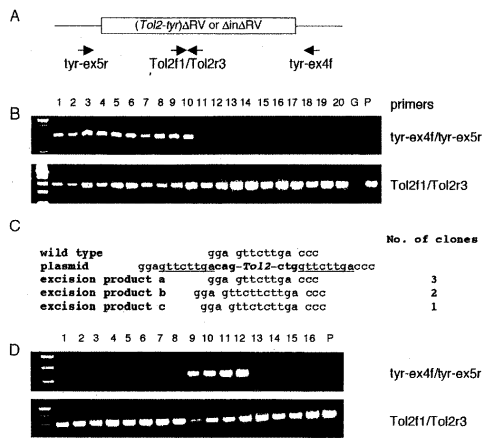 A
(Tol2-tyr)ΔRV or ΔinΔRV
tyr-ex5r Tol2f1/Tol2r3 tyr-ex4f
1 2 3 4 5 6 7 8 9 10 11 12 13 14 15 16 17 18 19 20 G P primers
B
tyr-ex4f/tyr-ex5r
Tol2f1/Tol2r3
C
No. of clones
wild type gga gttcttga ccc
plasmid ggagttcttgacag-Tol2-ctggttcttgaccc
excision product a gga gttctcttga ccc 3
excision product b gga gttcttga ccc 2
excision product c gga gtctcttga ccc 1
D
1 2 3 4 5 6 7 8 9 10 11 12 13 14 15 16 P
tyr-ex4f/tyr-ex5r
Tol2f1/Tol2r3